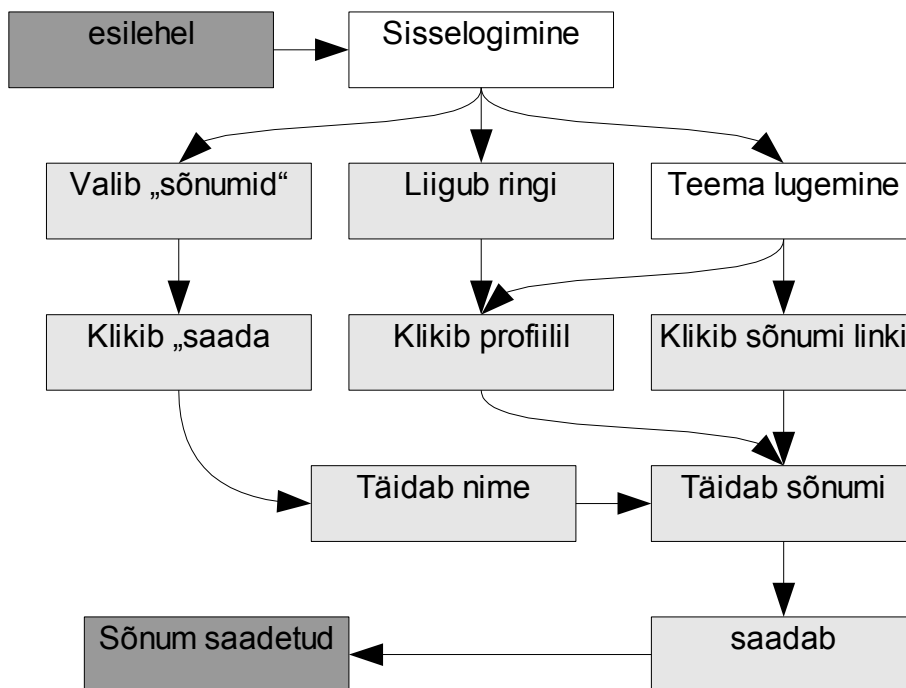 esilehel
Sisselogimine
Valib „sõnumid“
Liigub ringi
Teema lugemine
Klikib „saada
Klikib profiilil
Klikib sõnumi linki
Täidab nime
Täidab sõnumi
Sõnum saadetud
saadab